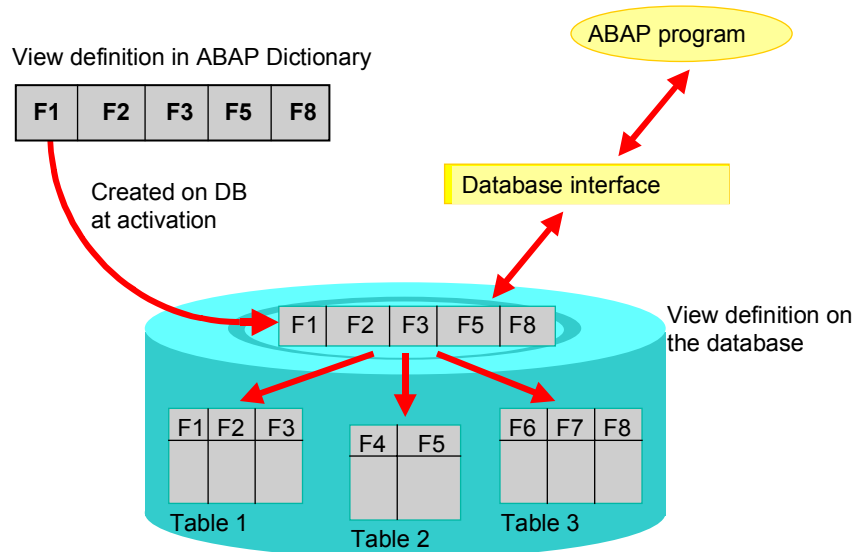 ABAP program
View definition in ABAP Dictionary
F1 F2 F3 F5 F8
Created on DB
at activation
Database interface
F1 F2 F3 F5 F8
View definition on
the database
F1 F2 F3
F4 F5
F6 F7 F8
Table 1
Table 2
Table 3